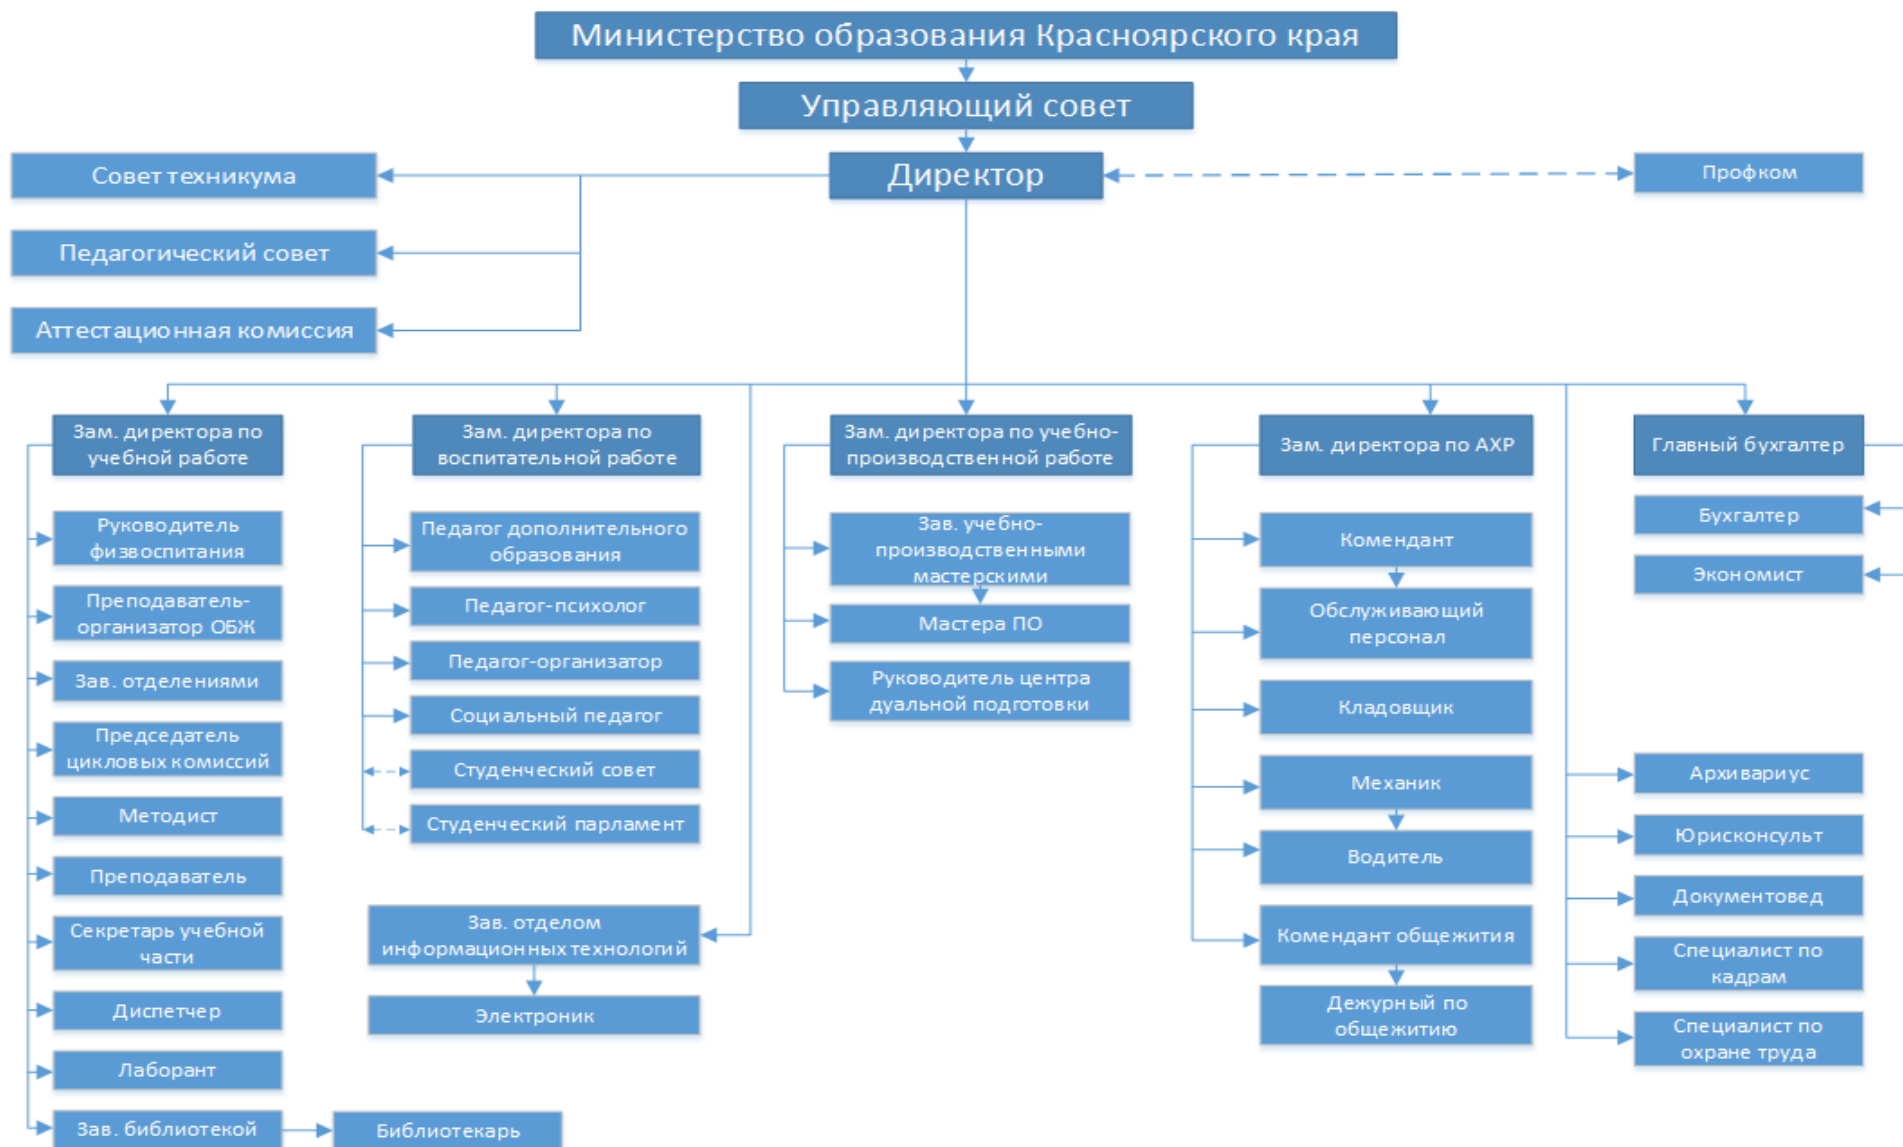 Министерство образования Красноярского края
Управляющий совет
Директор
Совет техникума
Педагогический совет
Аттестационная комиссия
Профком
Зам. директора по
учебной работе
Руководитель
физвоспитания
Преподаватель-
организатор ОБЖ
Зав. отделениями
Председатель
цикловых комиссий
Методист
Преподаватель
Секретарь учебной
части
Диспетчер
Лаборант
Зав. библиотекой
Библиотекарь
Зам. директора по
воспитательной работе
Педагог дополнительного
образования
Педагог-психолог
Педагог-организатор
Социальный педагог
Студенческий совет
Студенческий парламент
Зав. отделом
информационных технологий
Электроник
Зам. директора по учебно-
производственной работе
Зав. учебно-
производственными
мастерскими
Мастера ПО
Руководитель центра
дуальной подготовки
Зам. директора по АХР
Комендант
Обслуживающий
персонал
Кладовщик
Механик
Водитель
Комендант общежития
Дежурный по
общежитию
Главный бухгалтер
Бухгалтер
Экономист
Архивариус
Юрисконсульт
Документовед
Специалист по
кадрам
Специалист по
охране труда